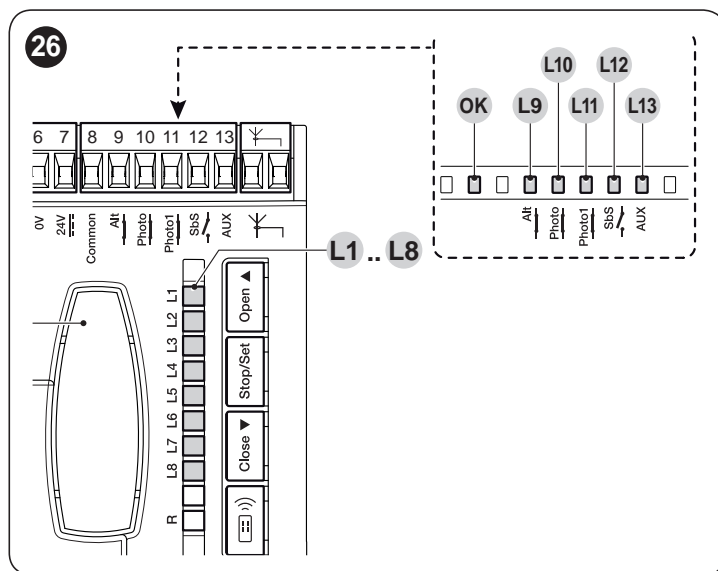 26
OK
L9
L10
L11
L12
L13
Alt
Photo
Photo1
SbS
AUX
6 7 8 9 10 11 12 13
0V
24V
Common
Alt
Photo
Photo1
SbS
AUX
L1 .. L8
L1
L2
L3
L4
L5
L6
L7
L8
R
Open ▲
Stop/Set
Close ▼